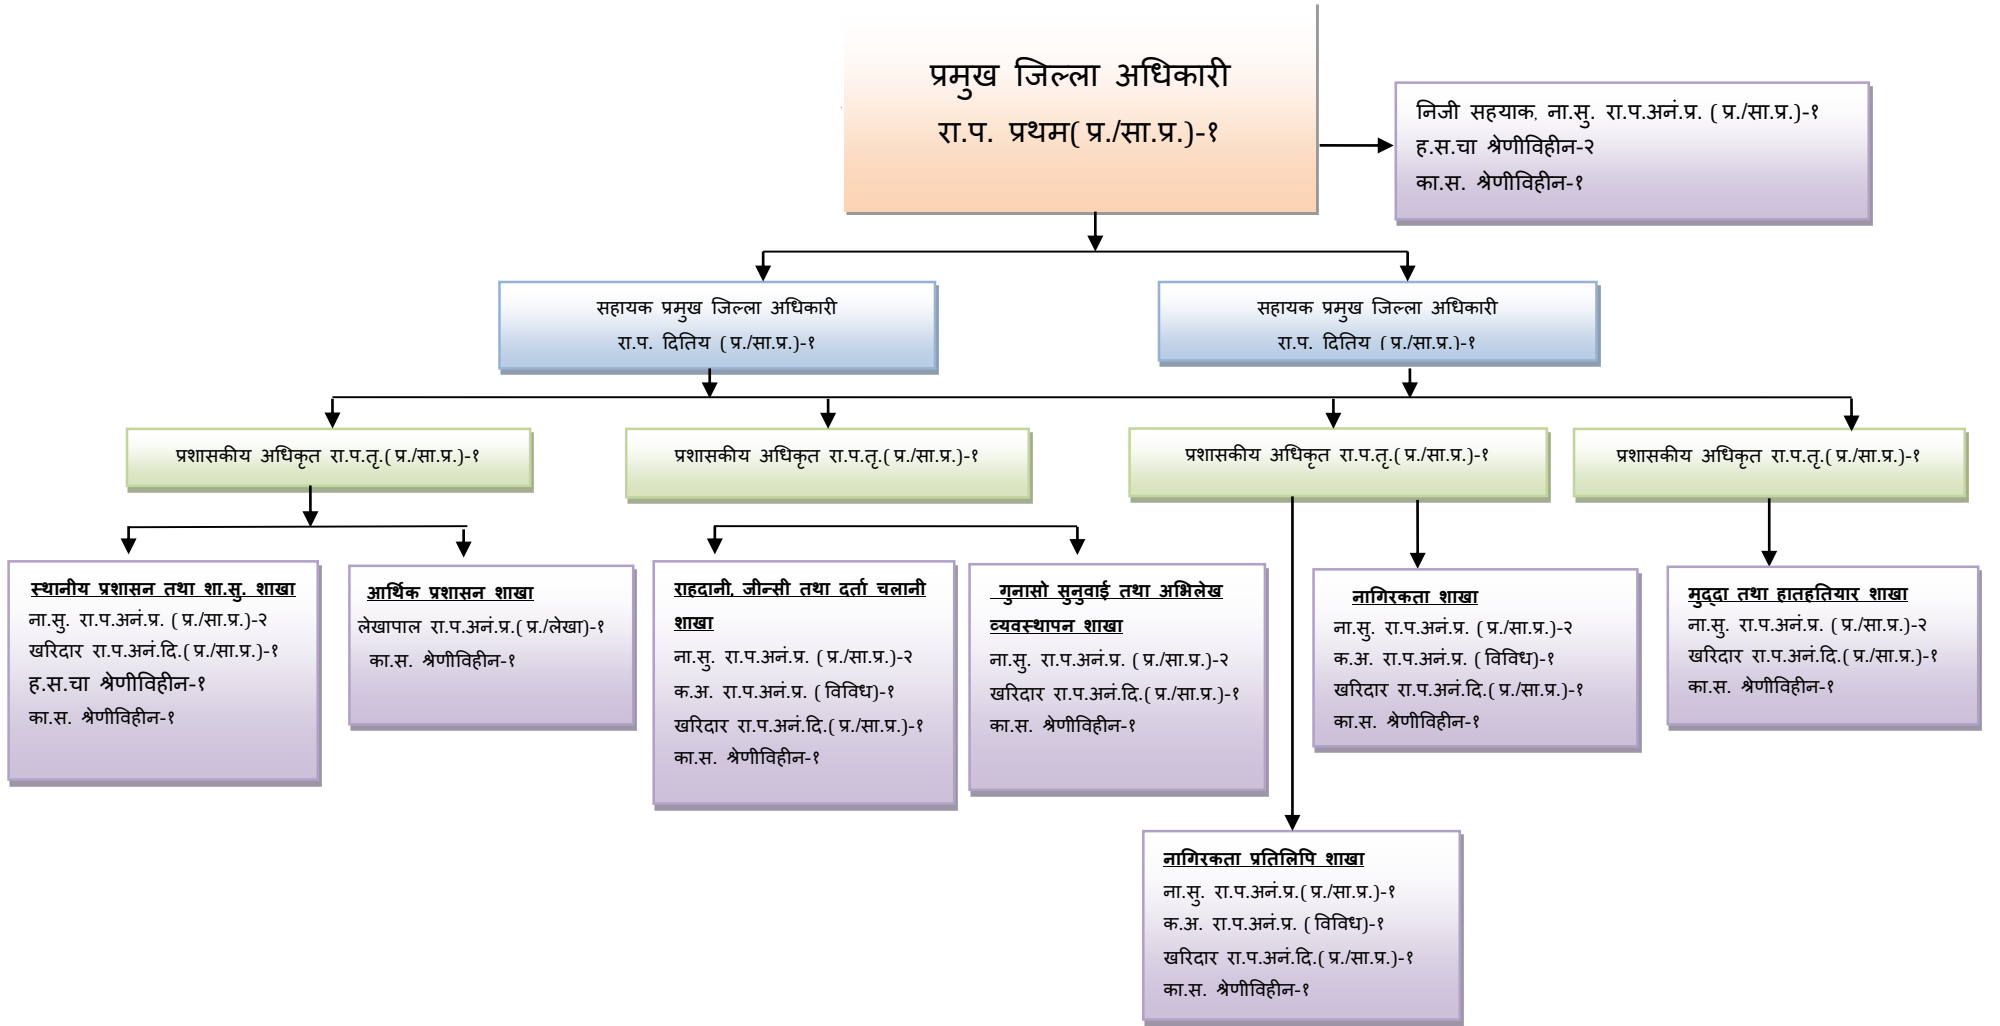 प्रमुख जिल्ला अधिकारी
रा.प. प्रथम(प्र./सा.प्र.)-१
निजी सहयाक, ना.सु. रा.प.अनं.प्र. (प्र./सा.प्र.)-१
ह.स.चा श्रेणीविहीन-२
का.स. श्रेणीविहीन-१
सहायक प्रमुख जिल्ला अधिकारी
रा.प. दितिय (प्र./सा.प्र.)-१
सहायक प्रमुख जिल्ला अधिकारी
रा.प. दितिय (प्र./सा.प्र.)-१
प्रशासकीय अधिकृत रा.प.तृ.(प्र./सा.प्र.)-१
प्रशासकीय अधिकृत रा.प.तृ.(प्र./सा.प्र.)-१
प्रशासकीय अधिकृत रा.प.तृ.(प्र./सा.प्र.)-१
प्रशासकीय अधिकृत रा.प.तृ.(प्र./सा.प्र.)-१
स्थानीय प्रशासन तथा शा.सु. शाखा
ना.सु. रा.प.अनं.प्र. (प्र./सा.प्र.)-२
खरिदार रा.प.अनं.दि.(प्र./सा.प्र.)-१
ह.स.चा श्रेणीविहीन-१
का.स. श्रेणीविहीन-१
आर्थिक प्रशासन शाखा
लेखापाल रा.प.अनं.प्र.(प्र./लेखा)-१
का.स. श्रेणीविहीन-१
राहदानी, जीन्सी तथा दर्ता चलानी
शाखा
ना.सु. रा.प.अनं.प्र. (प्र./सा.प्र.)-२
क.अ. रा.प.अनं.प्र. (विविध)-१
खरिदार रा.प.अनं.दि.(प्र./सा.प्र.)-१
का.स. श्रेणीविहीन-१
गुनासो सुनुवाई तथा अभिलेख
व्यवस्थापन शाखा
ना.सु. रा.प.अनं.प्र. (प्र./सा.प्र.)-२
खरिदार रा.प.अनं.दि.(प्र./सा.प्र.)-१
का.स. श्रेणीविहीन-१
नागिरकता शाखा
ना.सु. रा.प.अनं.प्र. (प्र./सा.प्र.)-२
क.अ. रा.प.अनं.प्र. (विविध)-१
खरिदार रा.प.अनं.दि.(प्र./सा.प्र.)-१
का.स. श्रेणीविहीन-१
मुद्दा तथा हातहतियार शाखा
ना.सु. रा.प.अनं.प्र. (प्र./सा.प्र.)-२
खरिदार रा.प.अनं.दि.(प्र./सा.प्र.)-१
का.स. श्रेणीविहीन-१
नागिरकता प्रतिलिपि शाखा
ना.सु. रा.प.अनं.प्र.(प्र./सा.प्र.)-१
क.अ. रा.प.अनं.प्र. (विविध)-१
खरिदार रा.प.अनं.दि.(प्र./सा.प्र.)-१
का.स. श्रेणीविहीन-१